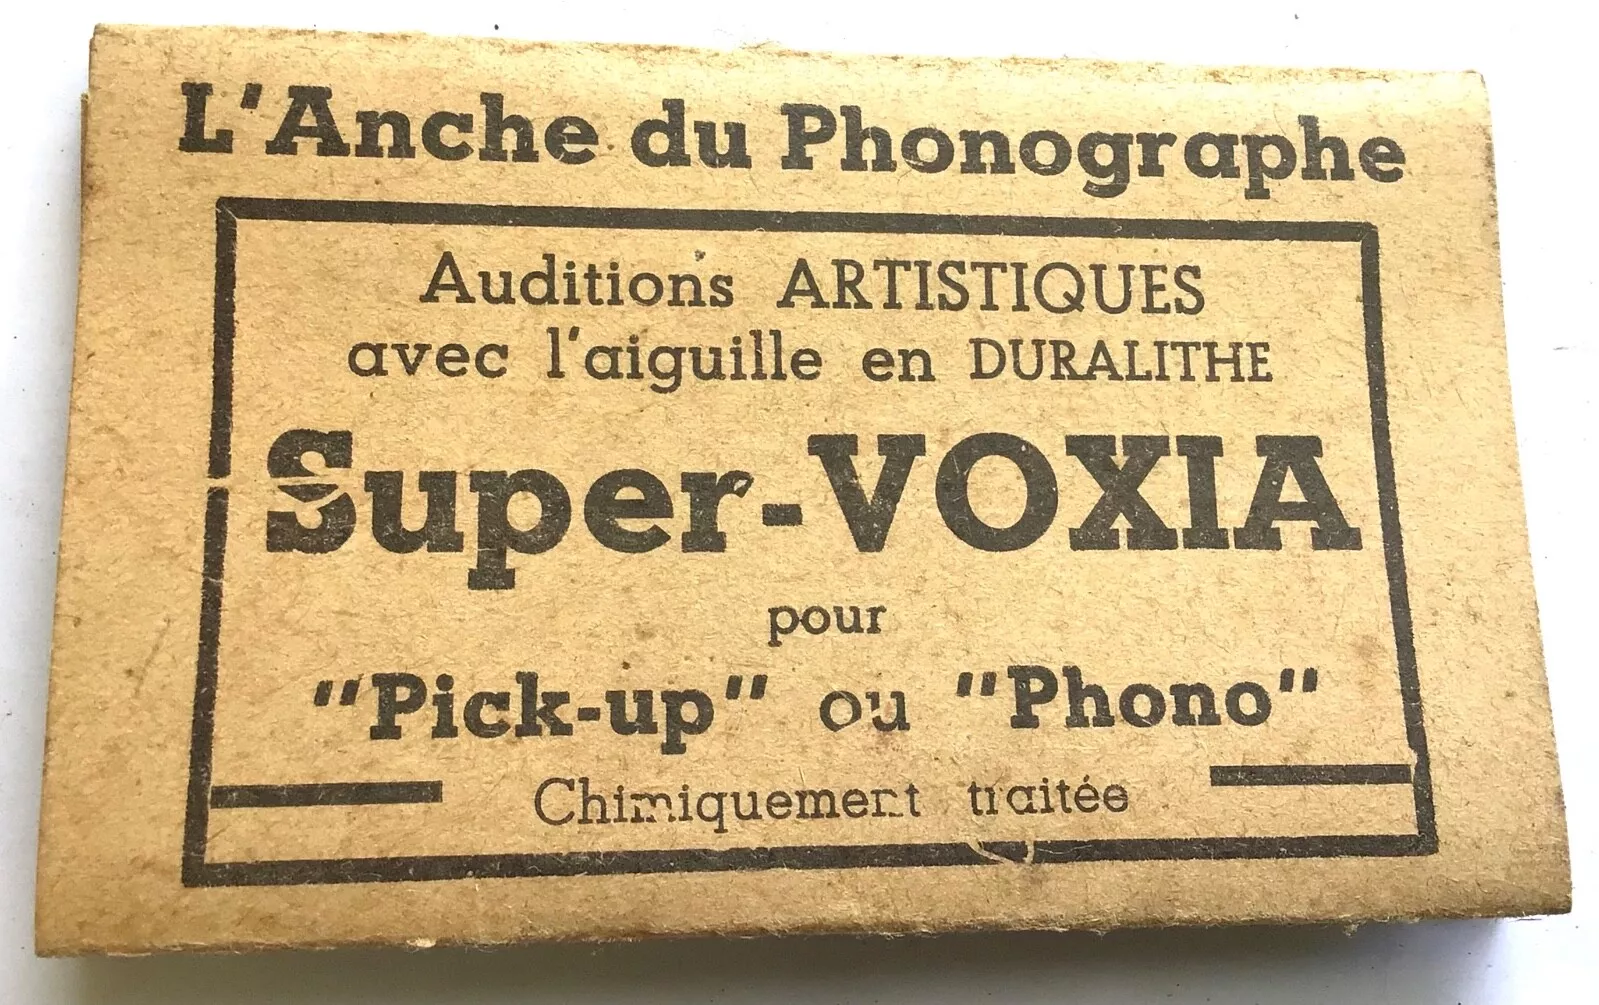 L'Anche du Phonographe
Auditions ARTISTIQUES
avec l'aiguille en DURALITHE
Super-VOXIA
pour
"Pick-up" ou "Phono"
Chimiquement traitée